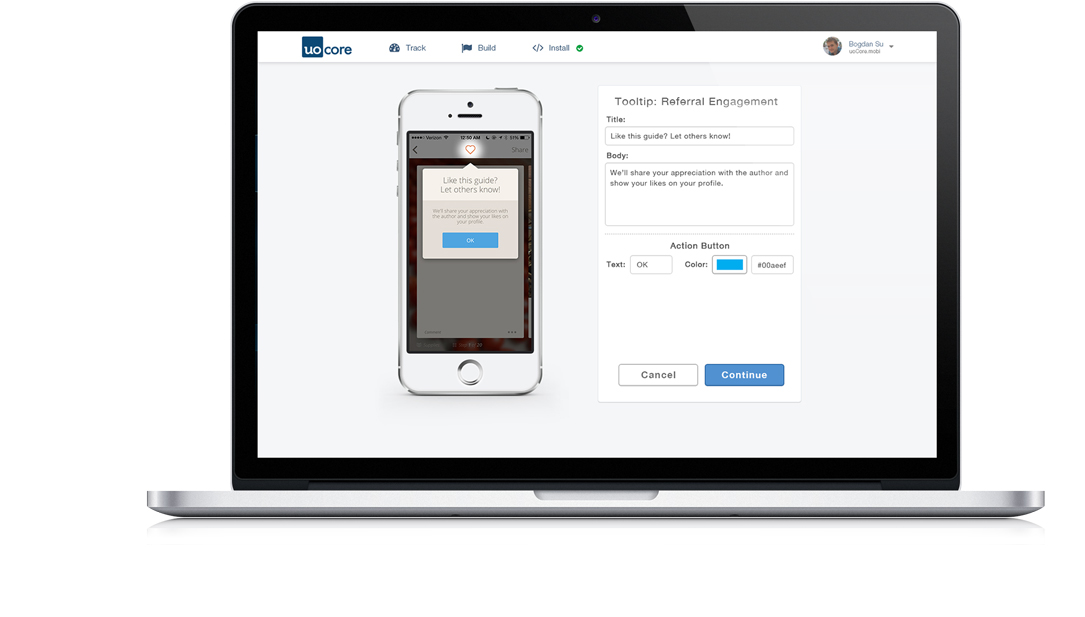 uocore
Track
Build
Install
Bogdan Su
uoCore.mobi
Verizon 12:50 AM 51%
Share
Like this guide?
Let others know!
We'll share your appreciation with
the author and show your likes on
your profile.
OK
Tooltip: Referral Engagement
Title:
Like this guide? Let others know!
Body:
We'll share your appreciation with the author and
show your likes on your profile.
Action Button
Text: OK Color: #00aeef
Cancel
Continue